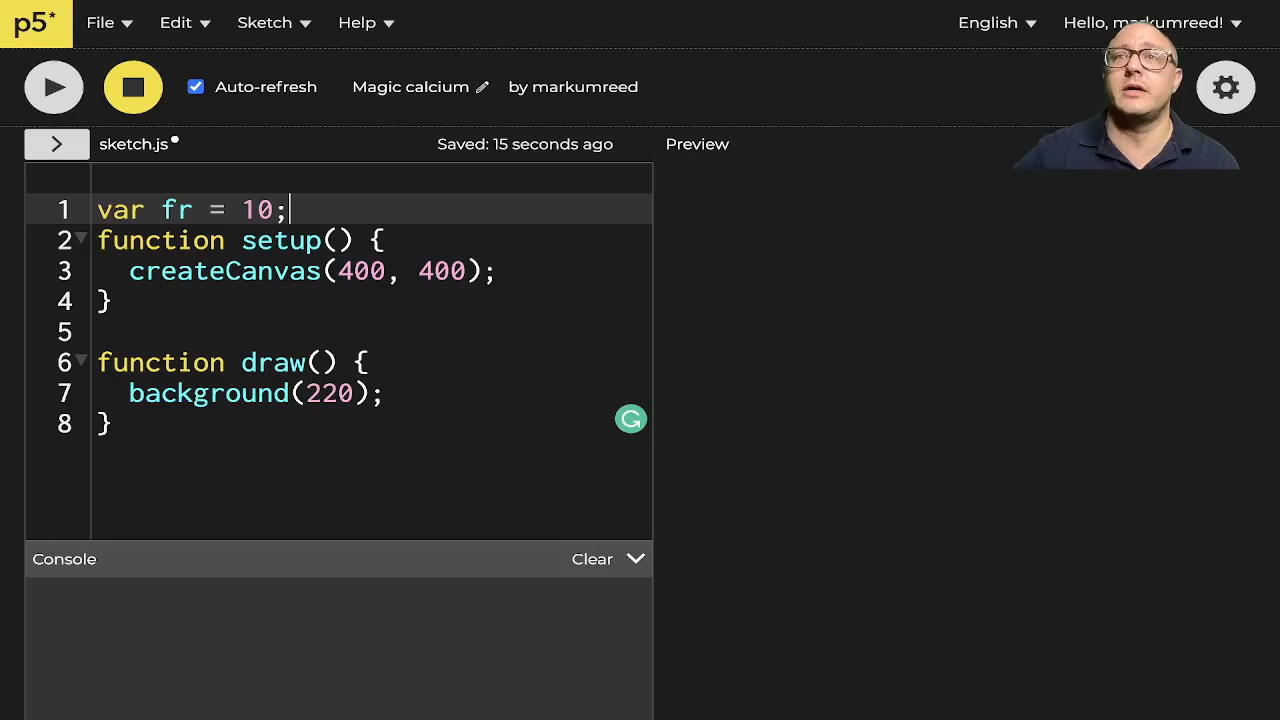 p5*
File Edit Sketch Help English Hello, markumreed!
Auto-refresh Magic calcium by markumreed
sketch.js Saved: 15 seconds ago Preview
1 var fr = 10;
2 function setup() {
3 createCanvas(400, 400);
4 }
5
6 function draw() {
7 background(220);
8 }
Console Clear